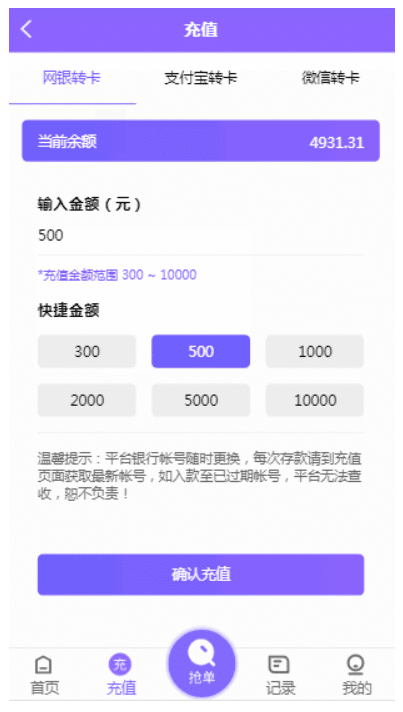 充值
网银转卡
支付宝转卡
微信转卡
当前余额 4931.31
输入金额（元）
500
*充值金额范围 300 ~ 10000
快捷金额
300 500 1000
2000 5000 10000
温馨提示：平台银行帐号随时更换，每次存款请到充值
页面获取最新帐号，如入款至已过期帐号，平台无法查
收，恕不负责！
确认充值
充
首页 充值 抢单 记录 我的